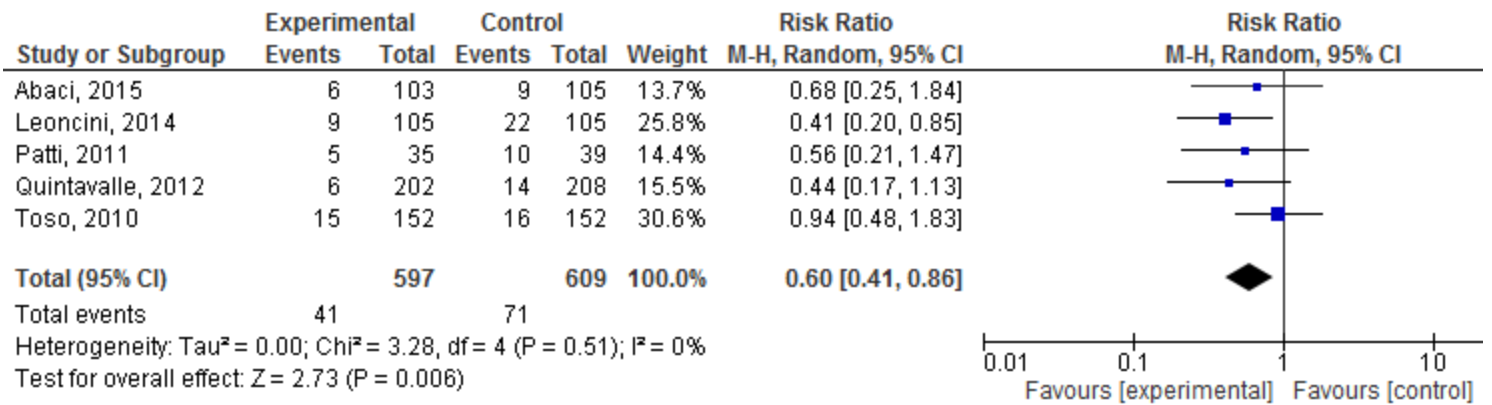 Experimental Control Risk Ratio Risk Ratio
Study or Subgroup Events Total Events Total Weight M-H, Random, 95% CI M-H, Random, 95% CI
Abaci, 2015 6 103 9 105 13.7% 0.68 [0.25, 1.84]
Leoncini, 2014 9 105 22 105 25.8% 0.41 [0.20, 0.85]
Patti, 2011 5 35 10 39 14.4% 0.56 [0.21, 1.47]
Quintavalle, 2012 6 202 14 208 15.5% 0.44 [0.17, 1.13]
Toso, 2010 15 152 16 152 30.6% 0.94 [0.48, 1.83]
Total (95% CI) 597 609 100.0% 0.60 [0.41, 0.86]
Total events 41 71
Heterogeneity: Tau² = 0.00; Chi² = 3.28, df = 4 (P = 0.51); I² = 0%
Test for overall effect: Z = 2.73 (P = 0.006)
0.01 0.1 1 10
Favours [experimental] Favours [control]